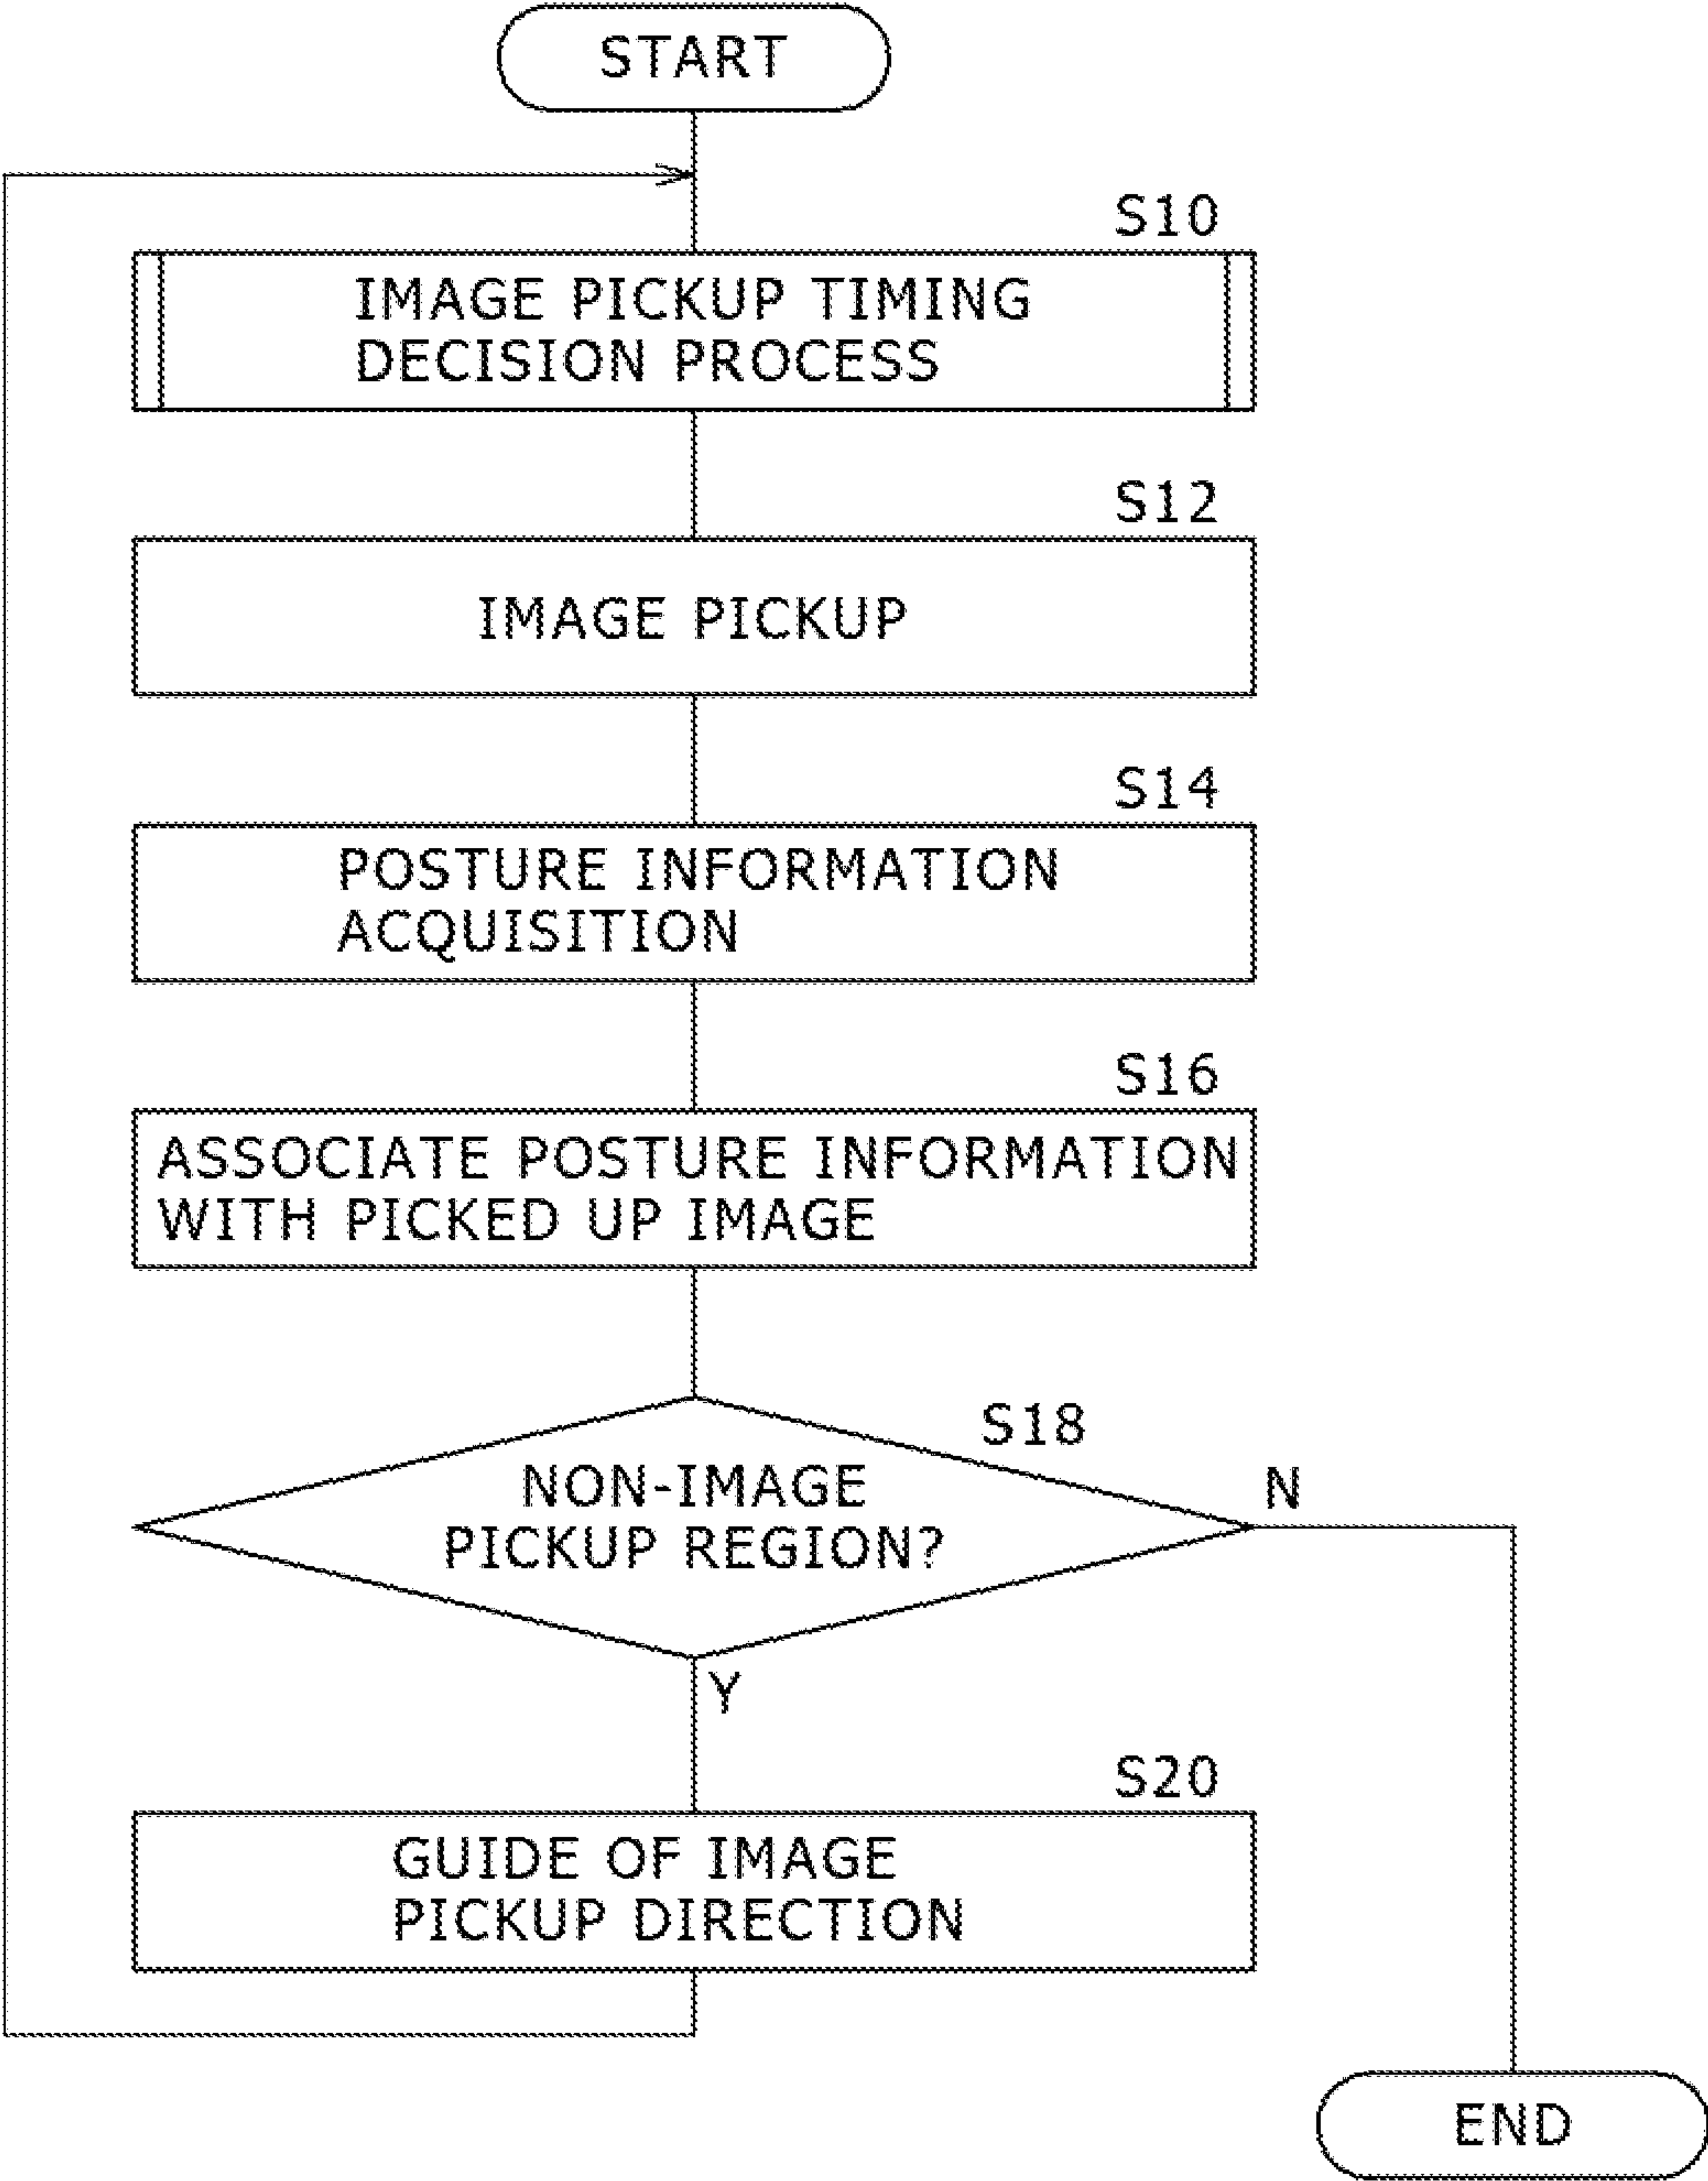 START
S10
IMAGE PICKUP TIMING
DECISION PROCESS
S12
IMAGE PICKUP
S14
POSTURE INFORMATION
ACQUISITION
S16
ASSOCIATE POSTURE INFORMATION
WITH PICKED UP IMAGE
S18
NON-IMAGE
PICKUP REGION?
N
Y
S20
GUIDE OF IMAGE
PICKUP DIRECTION
END